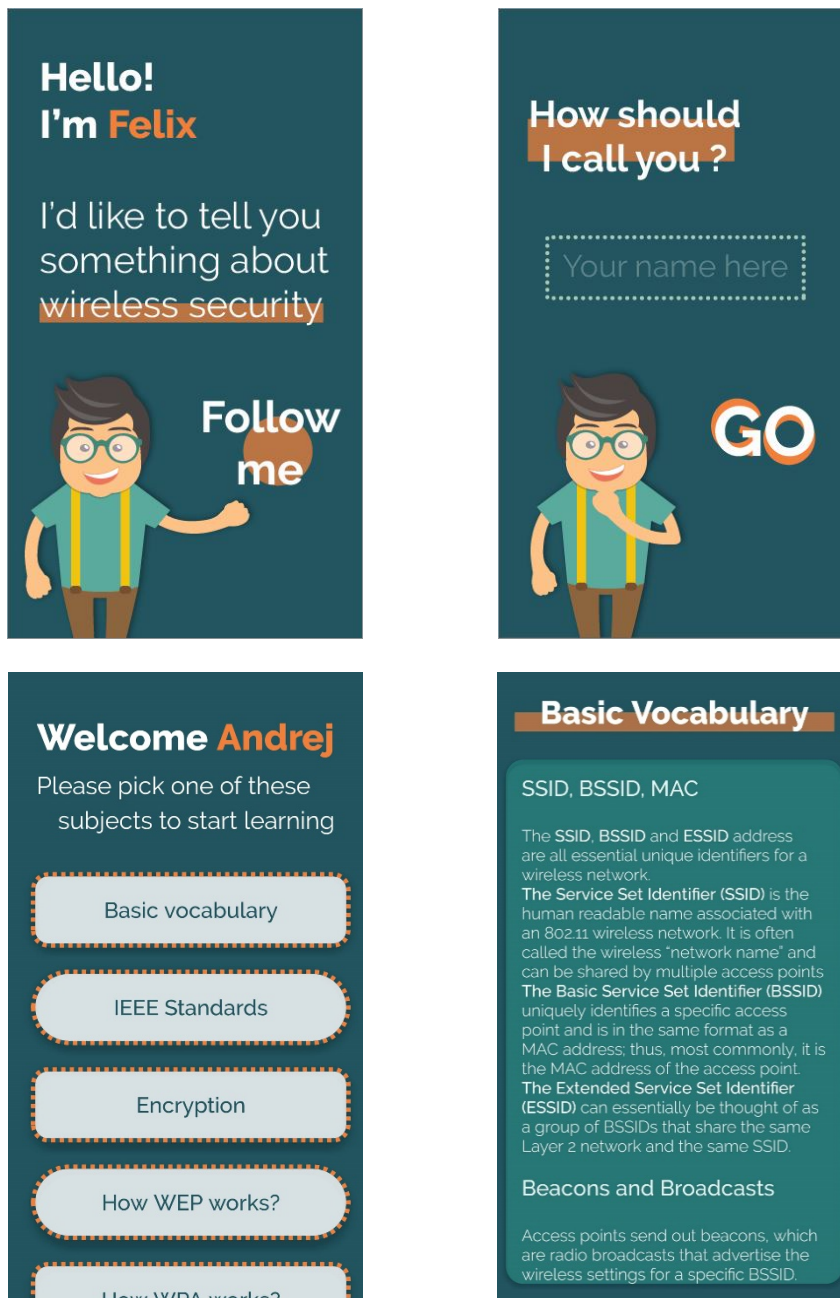 Hello!
I'm Felix
I'd like to tell you
something about
wireless security
Follow
me
How should
I call you ?
Your name here
GO
Welcome Andrej
Please pick one of these
subjects to start learning
Basic vocabulary
IEEE Standards
Encryption
How WEP works?
How WPA works?
Basic Vocabulary
SSID, BSSID, MAC
The SSID, BSSID and ESSID address
are all essential unique identifiers for a
wireless network.
The Service Set Identifier (SSID) is the
human readable name associated with
an 802.11 wireless network. It is often
called the wireless "network name" and
can be shared by multiple access points
The Basic Service Set Identifier (BSSID)
uniquely identifies a specific access
point and is in the same format as a
MAC address; thus, most commonly, it is
the MAC address of the access point.
The Extended Service Set Identifier
(ESSID) can essentially be thought of as
a group of BSSIDs that share the same
Layer 2 network and the same SSID.
Beacons and Broadcasts
Access points send out beacons, which
are radio broadcasts that advertise the
wireless settings for a specific BSSID.